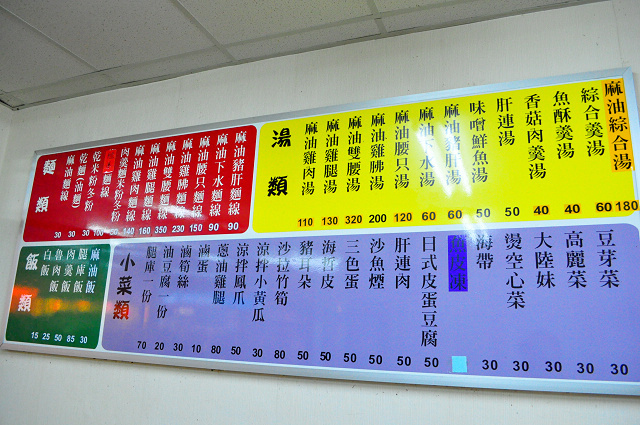 麵類
麻油麵線 30
乾麵(油麵) 30
乾米粉冬粉 30
麵線 100
肉羹麵米粉冬粉 50
麻油雞肉麵線 140
麻油雞腿麵線 160
麻油雙腰麵線 350
麻油雞胇麵線 230
麻油腰只麵線 150
麻油下水麵線 90
麻油豬肝麵線 90
湯類
麻油雞肉湯 110
麻油雞腿湯 130
麻油雙腰湯 320
麻油雞胇湯 200
麻油腰只湯 120
麻油下水湯 60
麻油豬肝湯 60
味噌鮮魚湯 50
肝連湯 50
香菇肉羹湯 40
魚酥羹湯 40
綜合羹湯 60
麻油綜合湯 180
飯類
白飯 15
魯肉飯 25
肉羹飯 50
腿庫飯 85
麻油飯 30
小菜類
腿庫一份 70
油豆腐一份 20
滷筍絲 30
滷蛋 10
蔥油雞腿 80
涼拌鳳爪 50
涼拌小黃瓜 30
沙拉竹筍 80
豬耳朵 50
海哲皮 50
三色蛋 50
沙魚煙 50
肝連肉 50
日式皮蛋豆腐 50
皮凍
海帶 30
燙空心菜 30
大陸妹 30
高麗菜 30
豆芽菜 30